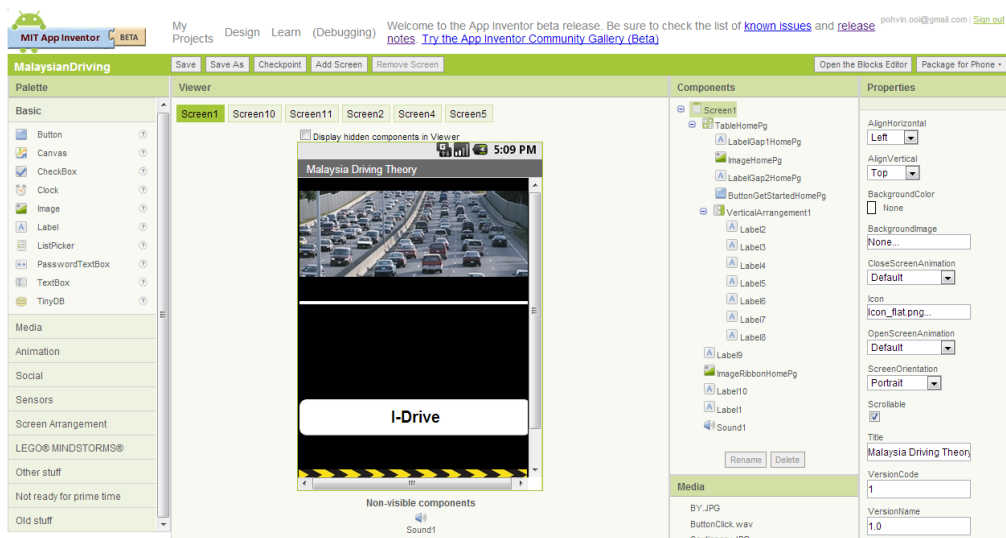 MIT App Inventor BETA
My Projects Design Learn (Debugging)
Welcome to the App Inventor beta release. Be sure to check the list of known issues and release notes. Try the App Inventor Community Gallery (Beta)
pohvin.ooi@gmail.com | Sign out
MalaysianDriving
Save Save As Checkpoint Add Screen Remove Screen
Open the Blocks Editor Package for Phone
Palette
Basic
Button
Canvas
CheckBox
Clock
Image
Label
ListPicker
PasswordTextBox
TextBox
TinyDB
Media
Animation
Social
Sensors
Screen Arrangement
LEGO® MINDSTORMS®
Other stuff
Not ready for prime time
Old stuff
Viewer
Screen1 Screen10 Screen11 Screen2 Screen4 Screen5
Display hidden components in Viewer
5:09 PM
Malaysia Driving Theory
I-Drive
Non-visible components
Sound1
Components
Screen1
TableHomePg
LabelGap1HomePg
ImageHomePg
LabelGap2HomePg
ButtonGetStartedHomePg
VerticalArrangement1
Label2
Label3
Label4
Label5
Label6
Label7
Label8
Label9
ImageRibbonHomePg
Label10
Label1
Sound1
Rename Delete
Media
BY.JPG
ButtonClick.wav
Properties
AlignHorizontal
Left
AlignVertical
Top
BackgroundColor
None
BackgroundImage
None...
CloseScreenAnimation
Default
Icon
Icon_flat.png...
OpenScreenAnimation
Default
ScreenOrientation
Portrait
Scrollable
Title
Malaysia Driving Theory
VersionCode
1
VersionName
1.0